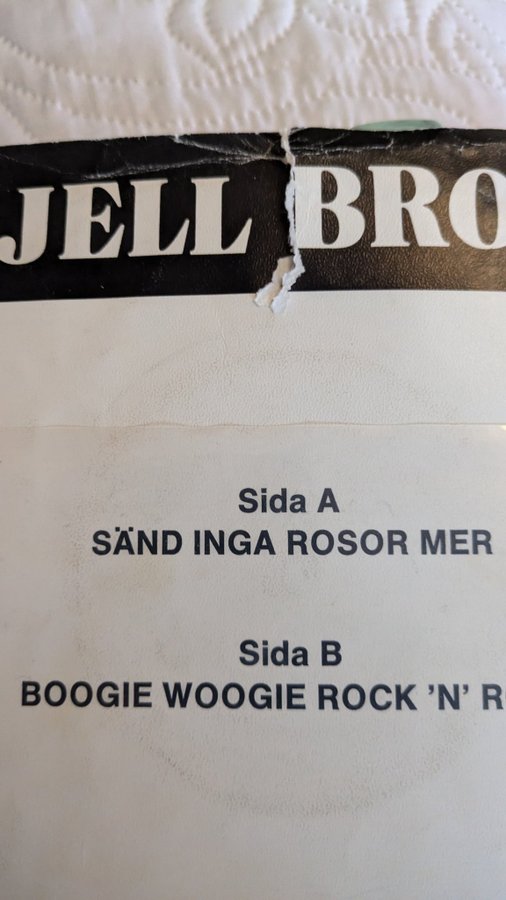 JELL BRO
Sida A
SÄND INGA ROSOR MER
Sida B
BOOGIE WOOGIE ROCK ’N’ R